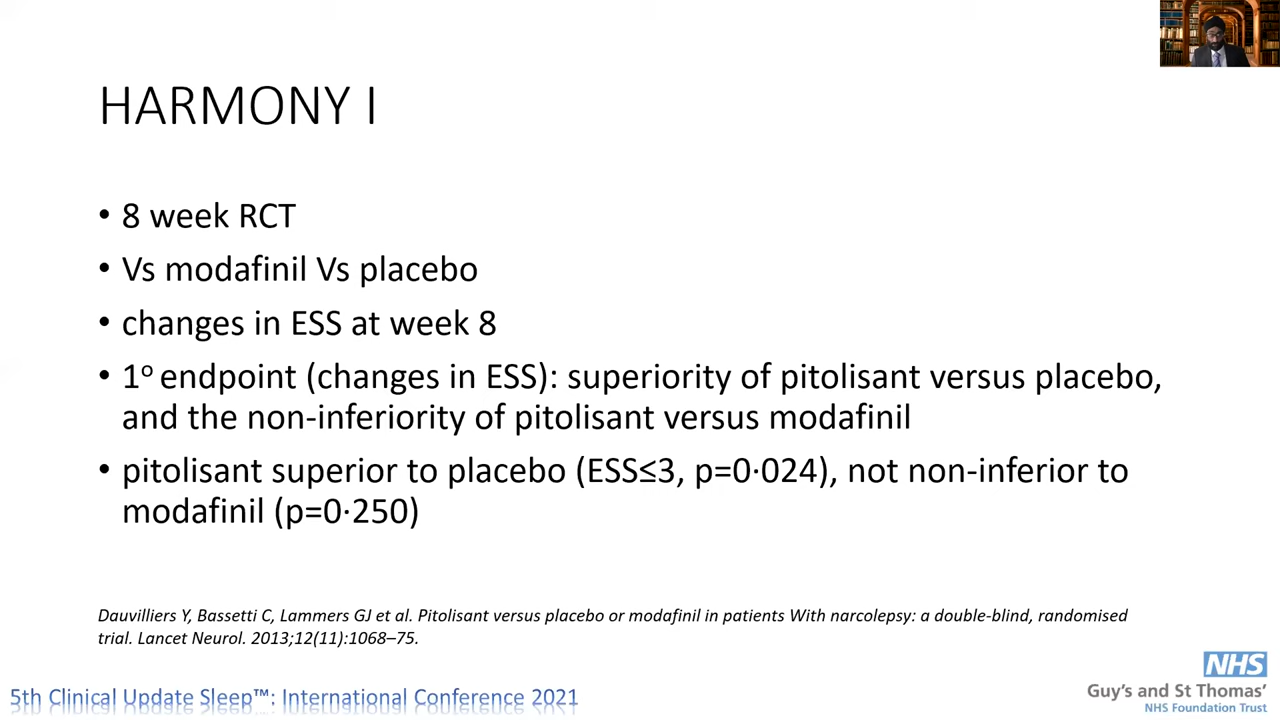 HARMONY I
• 8 week RCT
• Vs modafinil Vs placebo
• changes in ESS at week 8
• 1º endpoint (changes in ESS): superiority of pitolisant versus placebo,
and the non-inferiority of pitolisant versus modafinil
• pitolisant superior to placebo (ESS≤3, p=0·024), not non-inferior to
modafinil (p=0·250)
Dauvilliers Y, Bassetti C, Lammers GJ et al. Pitolisant versus placebo or modafinil in patients With narcolepsy: a double-blind, randomised
trial. Lancet Neurol. 2013;12(11):1068–75.
NHS
Guy's and St Thomas'
NHS Foundation Trust
5th Clinical Update Sleep™: International Conference 2021